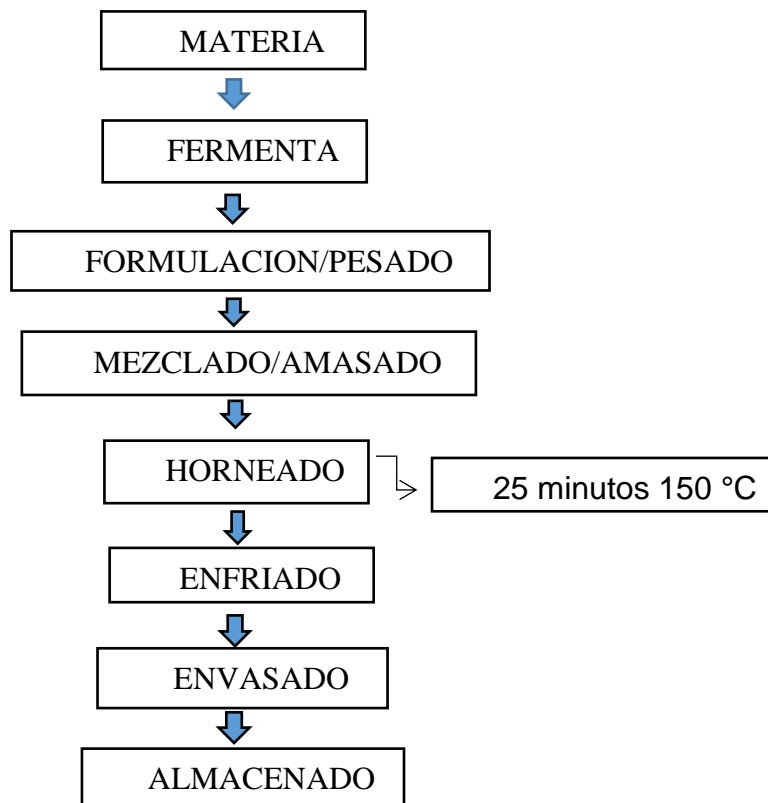 MATERIA
FERMENTA
FORMULACION/PESADO
MEZCLADO/AMASADO
HORNEADO
25 minutos 150 °C
ENFRIADO
ENVASADO
ALMACENADO